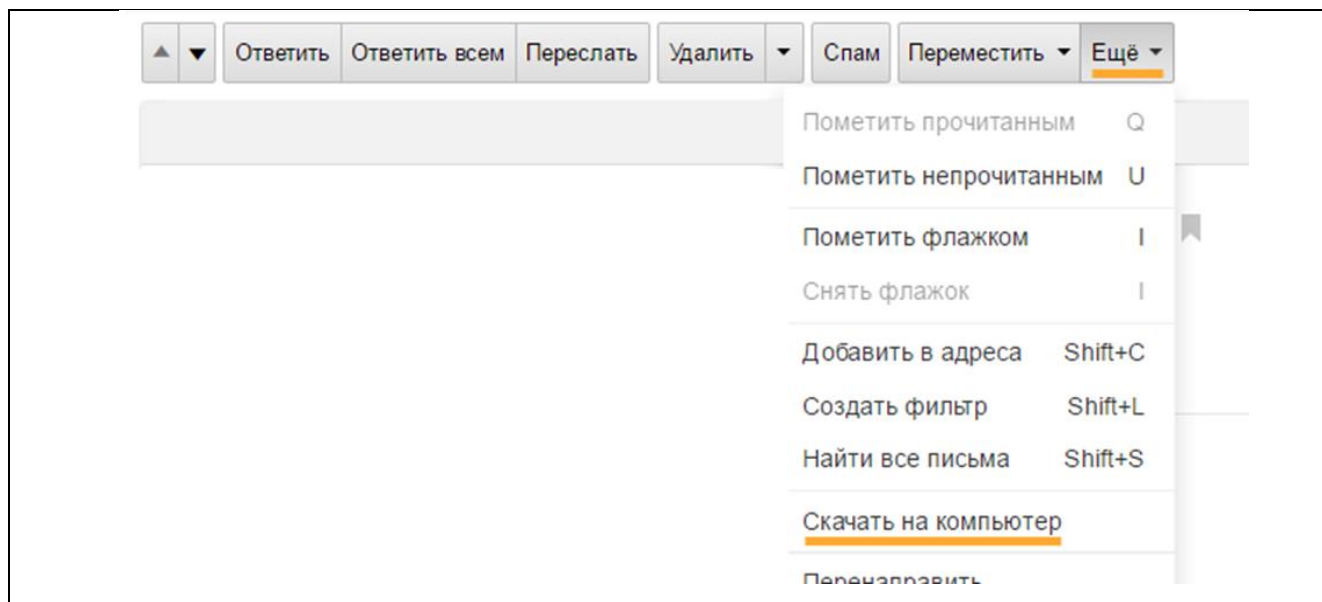 Ответить Ответить всем Переслать Удалить Спам Переместить Ещё
Пометить прочитанным Q
Пометить непрочитанным U
Пометить флажком I
Снять флажок I
Добавить в адреса Shift+C
Создать фильтр Shift+L
Найти все письма Shift+S
Скачать на компьютер
Перенаправить